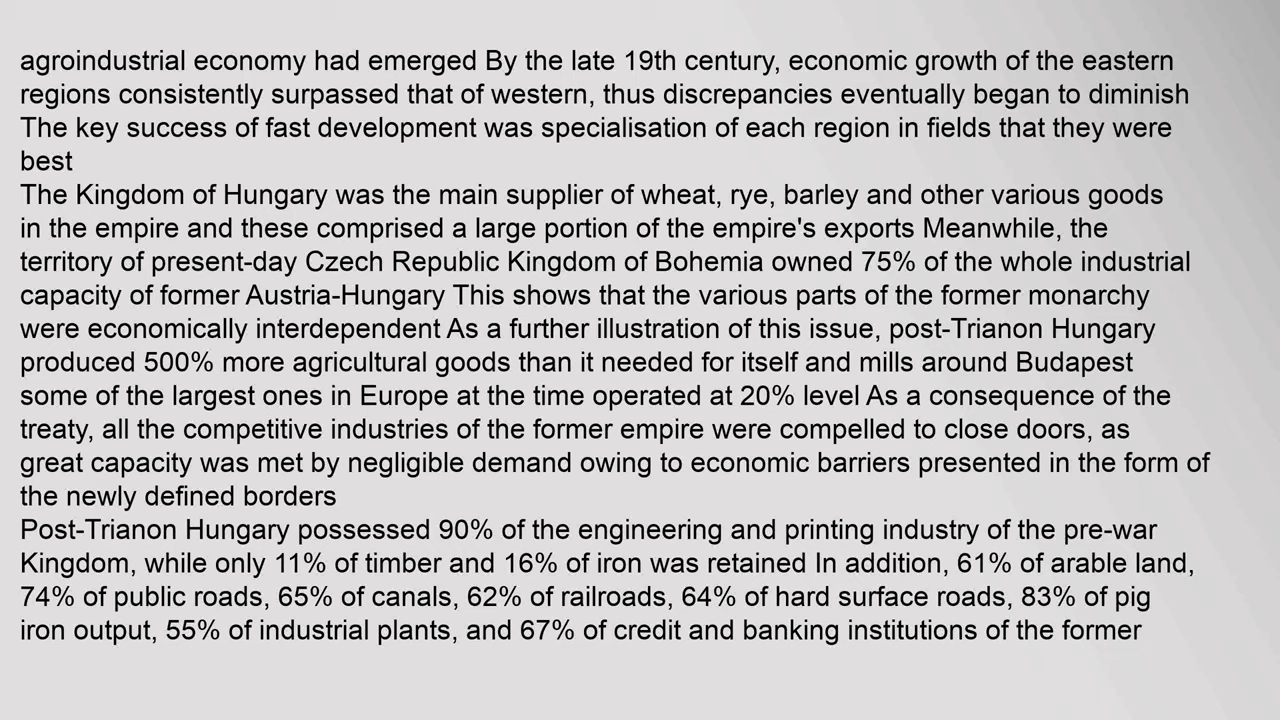 agroindustrial economy had emerged By the late 19th century, economic growth of the eastern
regions consistently surpassed that of western, thus discrepancies eventually began to diminish
The key success of fast development was specialisation of each region in fields that they were
best
The Kingdom of Hungary was the main supplier of wheat, rye, barley and other various goods
in the empire and these comprised a large portion of the empire's exports Meanwhile, the
territory of present-day Czech Republic Kingdom of Bohemia owned 75% of the whole industrial
capacity of former Austria-Hungary This shows that the various parts of the former monarchy
were economically interdependent As a further illustration of this issue, post-Trianon Hungary
produced 500% more agricultural goods than it needed for itself and mills around Budapest
some of the largest ones in Europe at the time operated at 20% level As a consequence of the
treaty, all the competitive industries of the former empire were compelled to close doors, as
great capacity was met by negligible demand owing to economic barriers presented in the form of
the newly defined borders
Post-Trianon Hungary possessed 90% of the engineering and printing industry of the pre-war
Kingdom, while only 11% of timber and 16% of iron was retained In addition, 61% of arable land,
74% of public roads, 65% of canals, 62% of railroads, 64% of hard surface roads, 83% of pig
iron output, 55% of industrial plants, and 67% of credit and banking institutions of the former